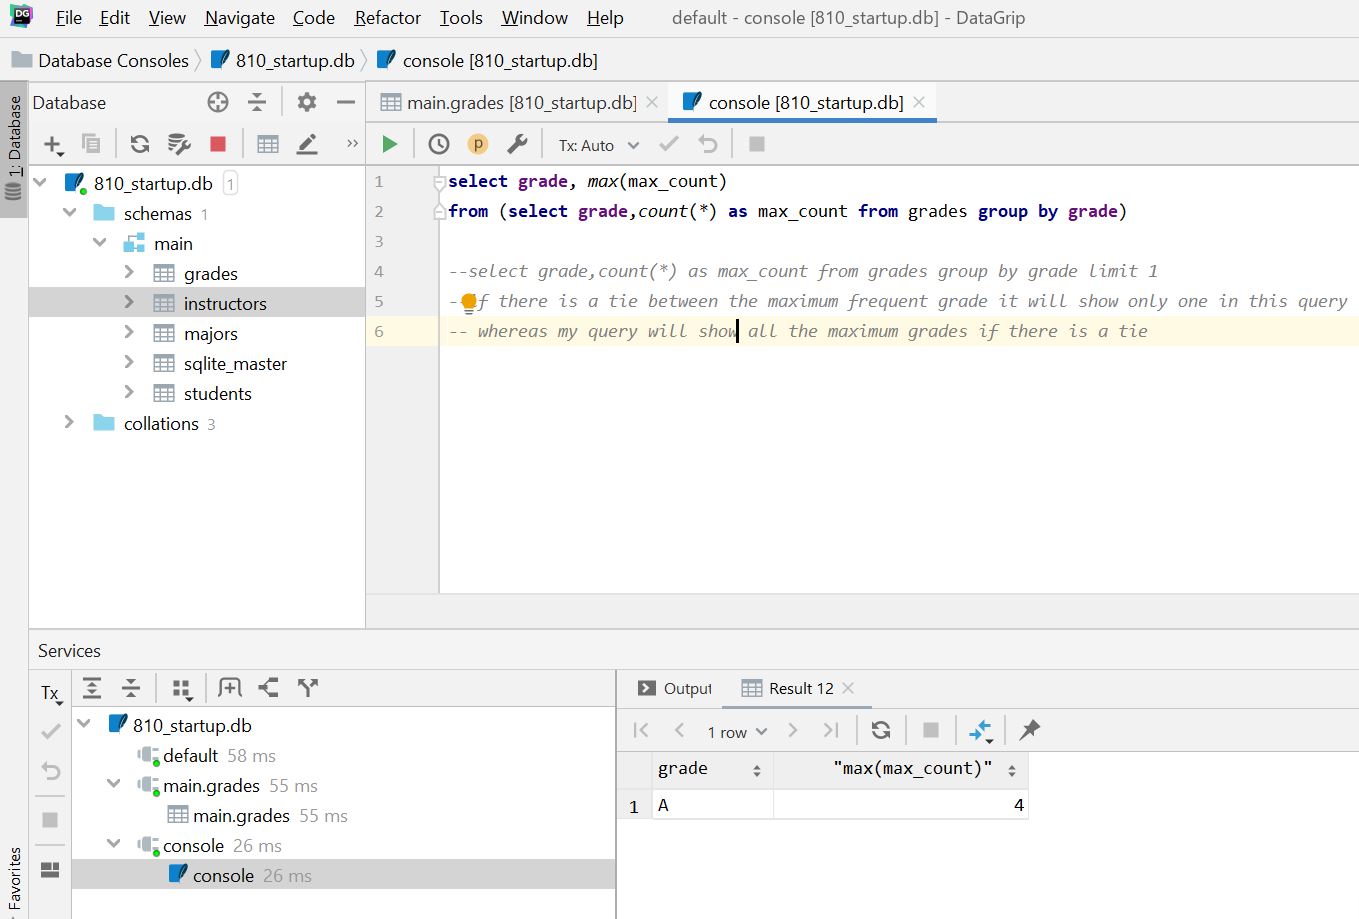 DG File Edit View Navigate Code Refactor Tools Window Help default - console [810_startup.db] - DataGrip
Database Consoles 810_startup.db console [810_startup.db]
1: Database
Database
main.grades [810_startup.db] console [810_startup.db]
Tx: Auto
810_startup.db 1
schemas 1
main
grades
instructors
majors
sqlite_master
students
collations 3
1 select grade, max(max_count)
2 from (select grade,count(*) as max_count from grades group by grade)
3
4 --select grade,count(*) as max_count from grades group by grade limit 1
5 --if there is a tie between the maximum frequent grade it will show only one in this query
6 -- whereas my query will show all the maximum grades if there is a tie
Services
Tx
810_startup.db
default 58 ms
main.grades 55 ms
main.grades 55 ms
console 26 ms
console 26 ms
Favorites
Output Result 12
1 row
grade "max(max_count)"
1 A 4